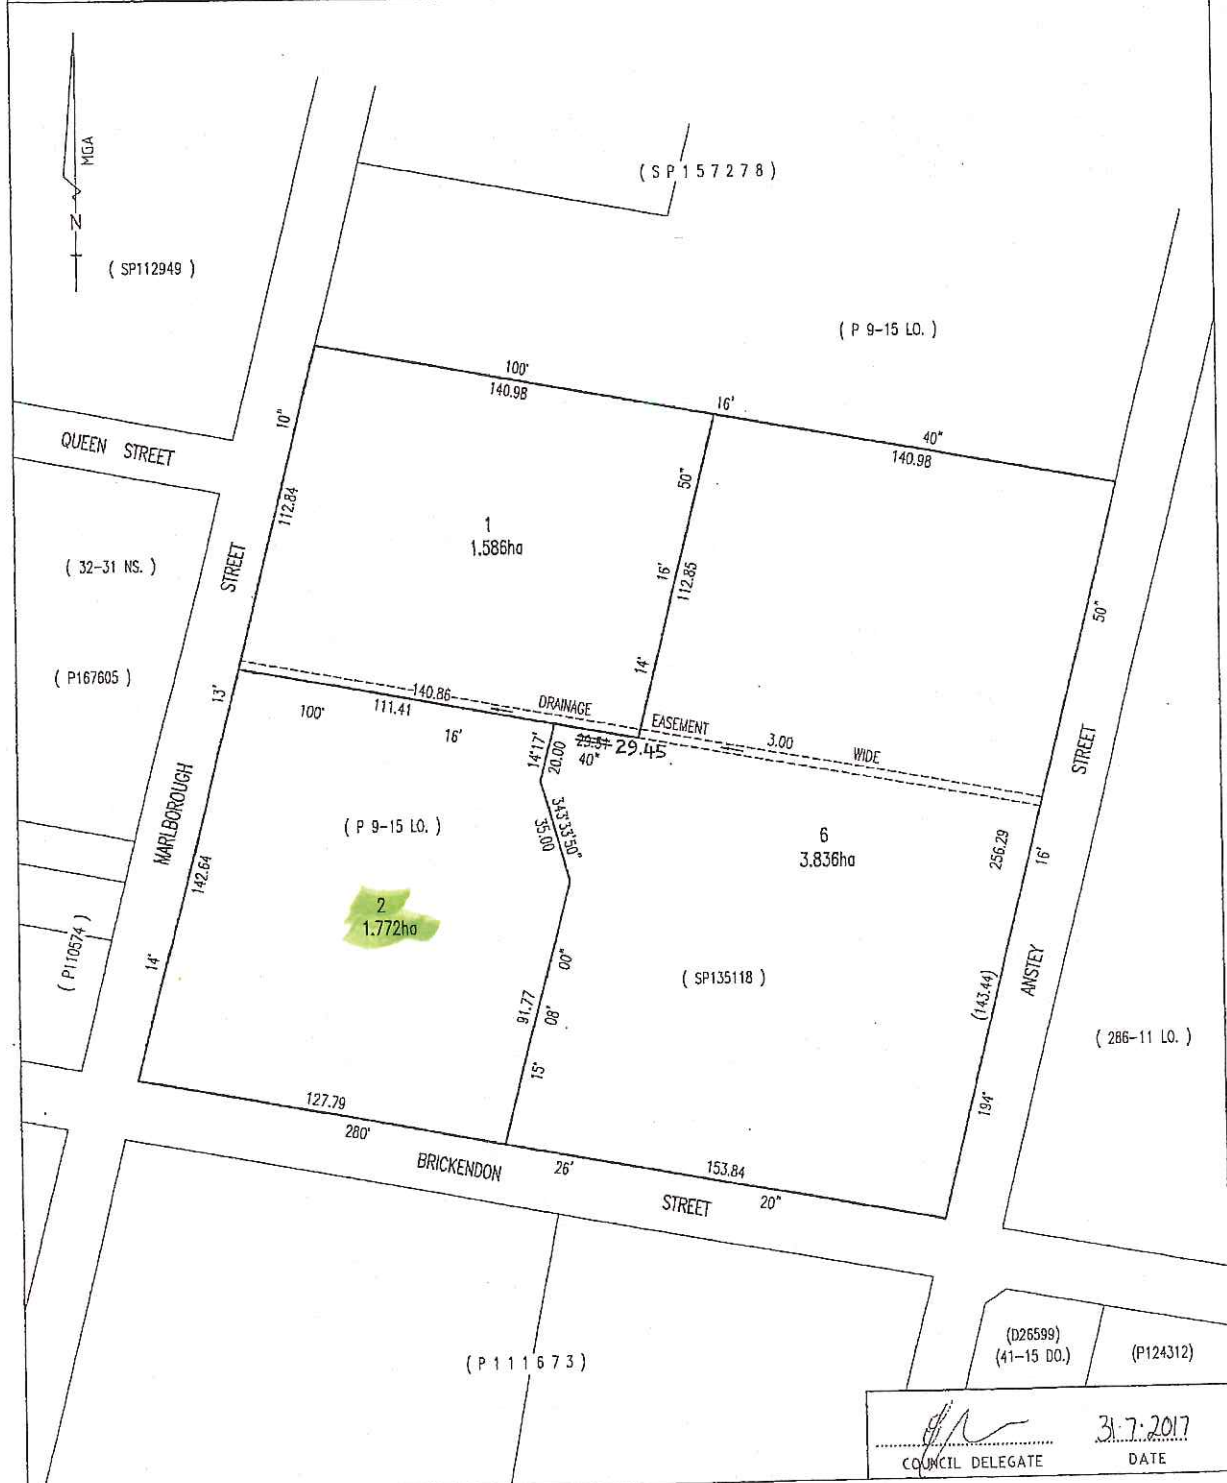 MGA
N
( SP112949 )
( SP157278 )
( P 9-15 LO. )
100° 16' 40"
140.98
140.98
QUEEN STREET
10"
112.84
1
1.586ha
50"
16'
112.85
14°
( 32-31 NS. )
STREET
( P167605 )
13'
140.86
DRAINAGE EASEMENT 3.00 WIDE
111.41
100° 16' 40"
29.51 29.45
14°17'
20.00
50"
STREET
MARLBOROUGH
142.64
14°
( P 9-15 LO. )
343°33'50"
35.00
6
3.836ha
256.29
16'
2
1.772ha
( P110574 )
( SP135118 )
00"
91.77
08'
15°
(143.44)
ANSTEY
194°
( 286-11 LO. )
127.79
280° 26' 20"
153.84
BRICKENDON STREET
( P111673 )
(D26599)
(41-15 DO.)
(P124312)
31.7.2017
COUNCIL DELEGATE
DATE